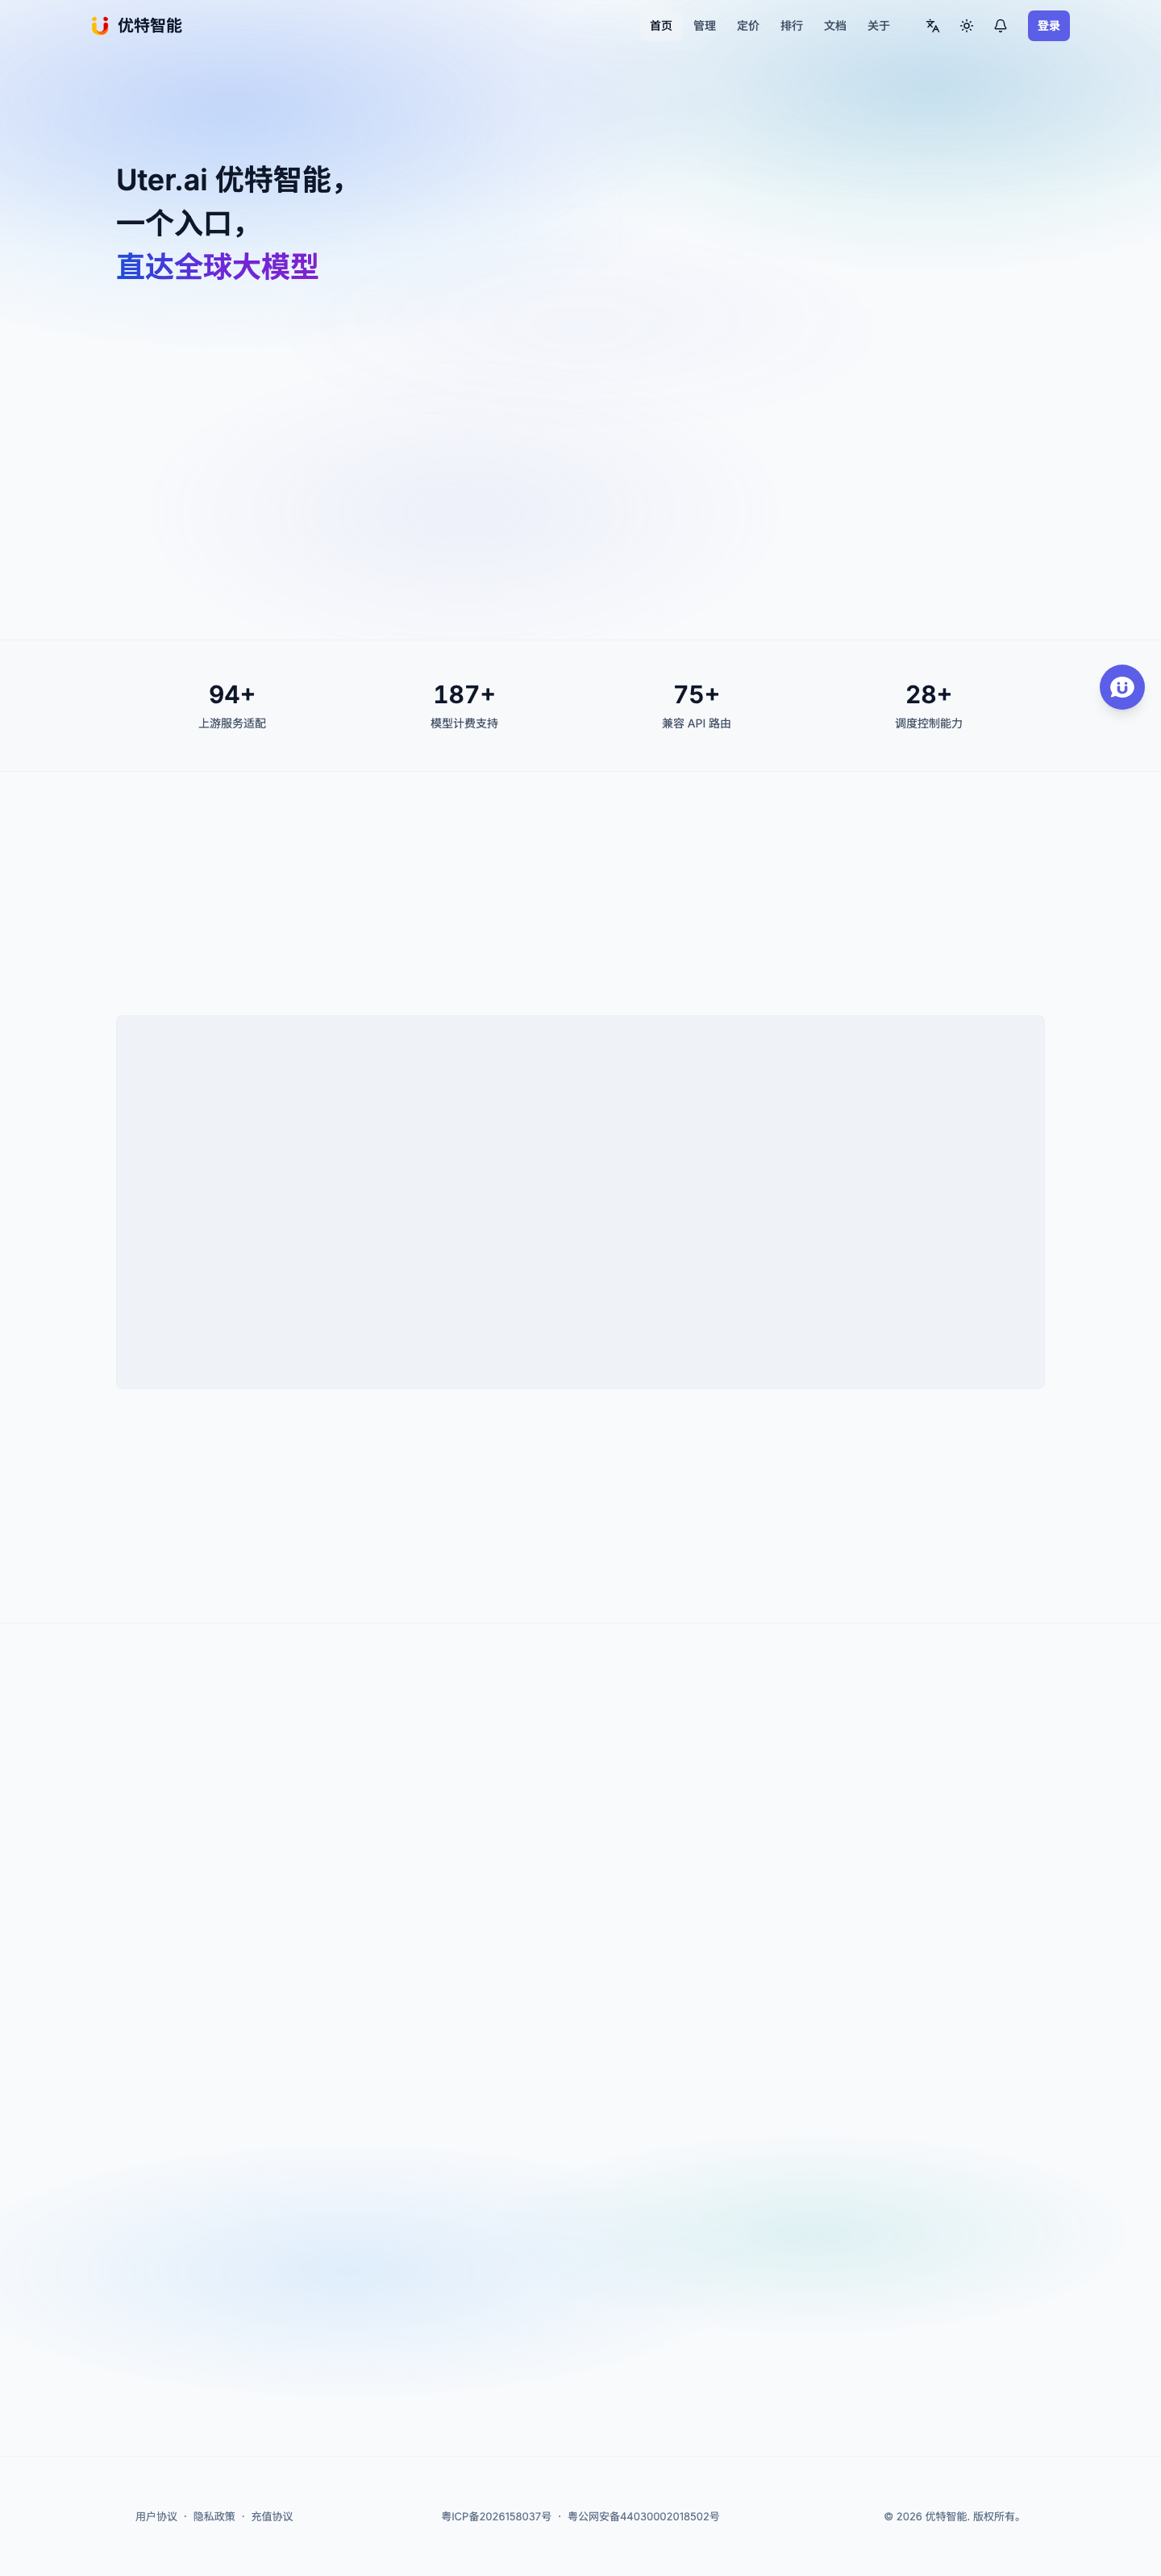 优特智能
首页 管理 定价 排行 文档 关于 登录
Uter.ai 优特智能，
一个入口，
直达全球大模型
94+ 187+ 75+ 28+
上游服务适配 模型计费支持 兼容 API 路由 调度控制能力
用户协议 · 隐私政策 · 充值协议 粤ICP备2026158037号 · 粤公网安备44030002018502号 © 2026 优特智能. 版权所有。